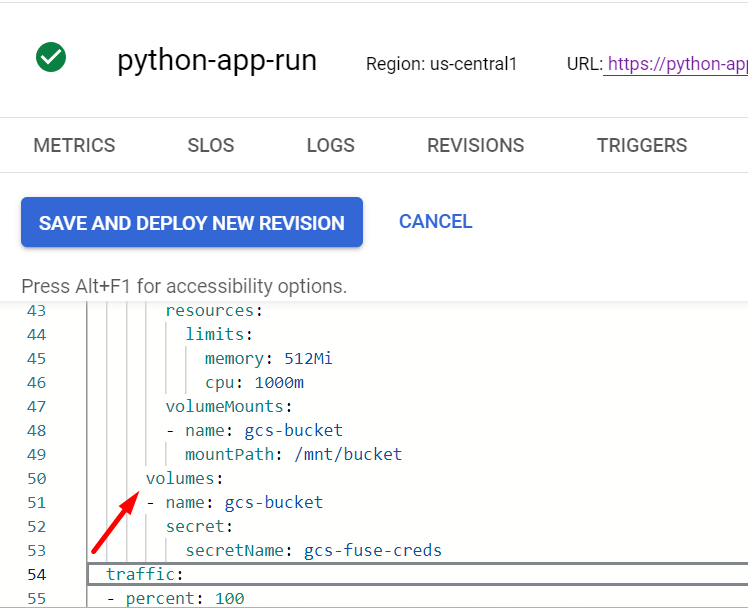 python-app-run Region: us-central1 URL: https://python-app
METRICS SLOS LOGS REVISIONS TRIGGERS
SAVE AND DEPLOY NEW REVISION CANCEL
Press Alt+F1 for accessibility options.
43 resources:
44 limits:
45 memory: 512Mi
46 cpu: 1000m
47 volumeMounts:
48 - name: gcs-bucket
49 mountPath: /mnt/bucket
50 volumes:
51 - name: gcs-bucket
52 secret:
53 secretName: gcs-fuse-creds
54 traffic:
55 - percent: 100